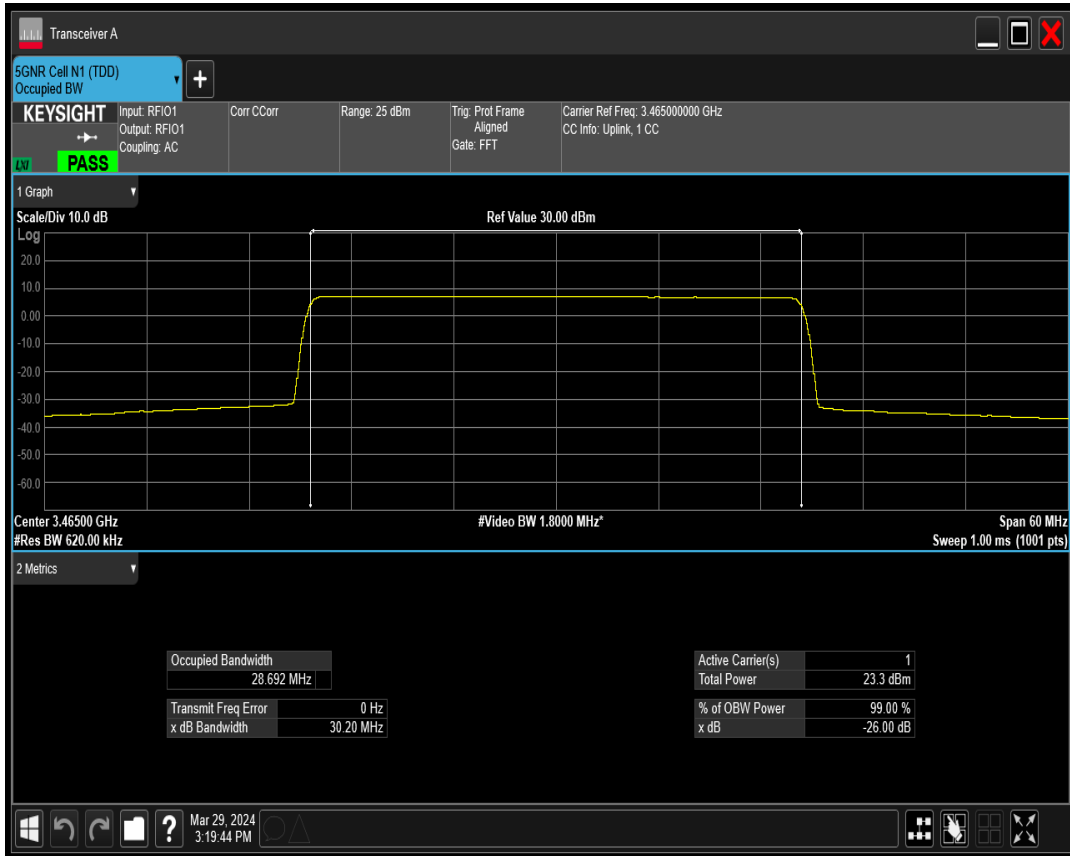 Transceiver A
5GNR Cell N1 (TDD)
Occupied BW
+
KEYSIGHT
LXI
PASS
Input: RFIO1
Output: RFIO1
Coupling: AC
Corr CCorr
Range: 25 dBm
Trig: Prot Frame
Aligned
Gate: FFT
Carrier Ref Freq: 3.465000000 GHz
CC Info: Uplink, 1 CC
1 Graph
Scale/Div 10.0 dB
Ref Value 30.00 dBm
Log
20.0
10.0
0.00
-10.0
-20.0
-30.0
-40.0
-50.0
-60.0
Center 3.46500 GHz
#Video BW 1.8000 MHz*
Span 60 MHz
#Res BW 620.00 kHz
Sweep 1.00 ms (1001 pts)
2 Metrics
Occupied Bandwidth
28.692 MHz
Transmit Freq Error 0 Hz
x dB Bandwidth 30.20 MHz
Active Carrier(s) 1
Total Power 23.3 dBm
% of OBW Power 99.00 %
x dB -26.00 dB
?
Mar 29, 2024
3:19:44 PM